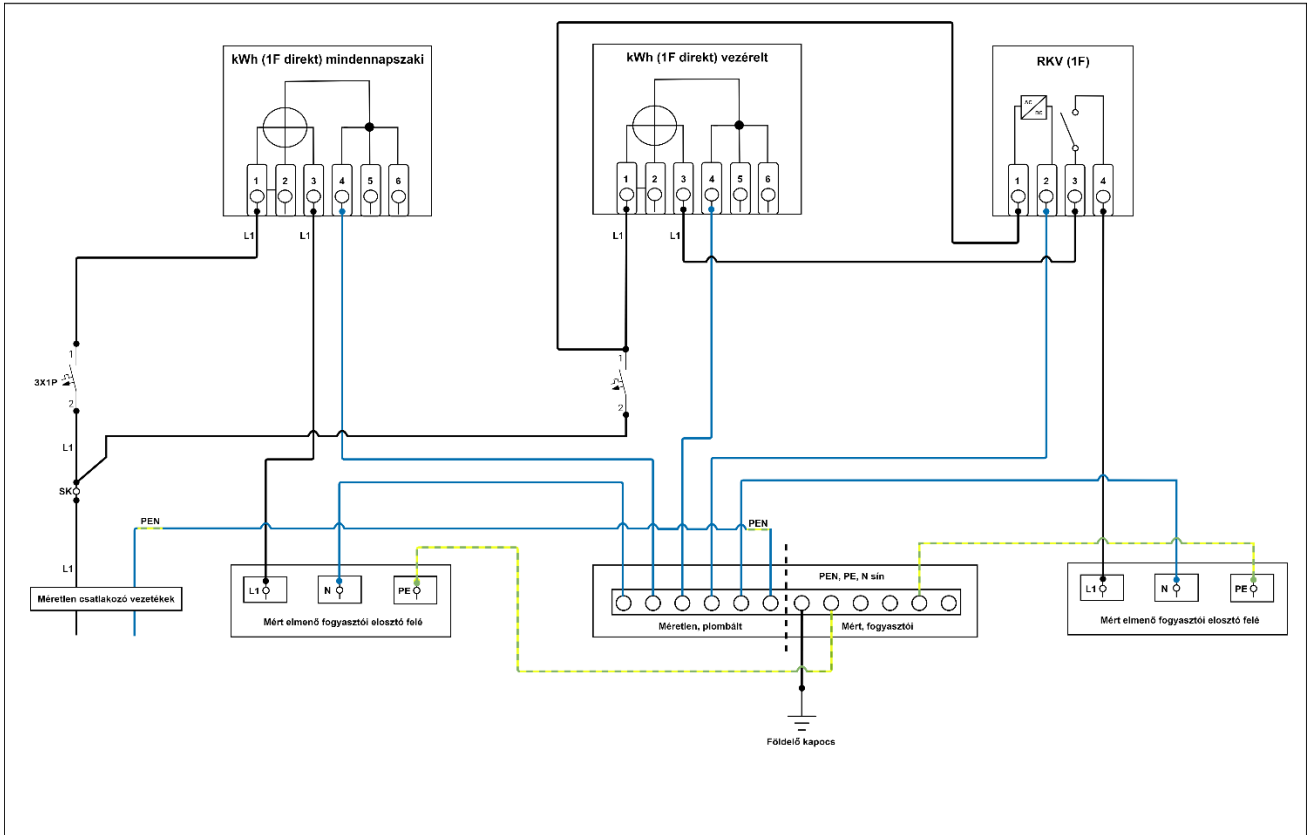 kWh (1F direkt) mindennapszaki
kWh (1F direkt) vezérelt
RKV (1F)
AC
DC
1
2
3
4
5
6
1
2
3
4
5
6
1
2
3
4
L1
L1
L1
L1
1
3X1P
2
1
2
L1
SK
PEN
PEN
L1
Méretlen csatlakozó vezetékek
L1
N
PE
Mért elmenő fogyasztói elosztó felé
PEN, PE, N sín
Méretlen, plombált
Mért, fogyasztói
L1
N
PE
Mért elmenő fogyasztói elosztó felé
Földelő kapocs